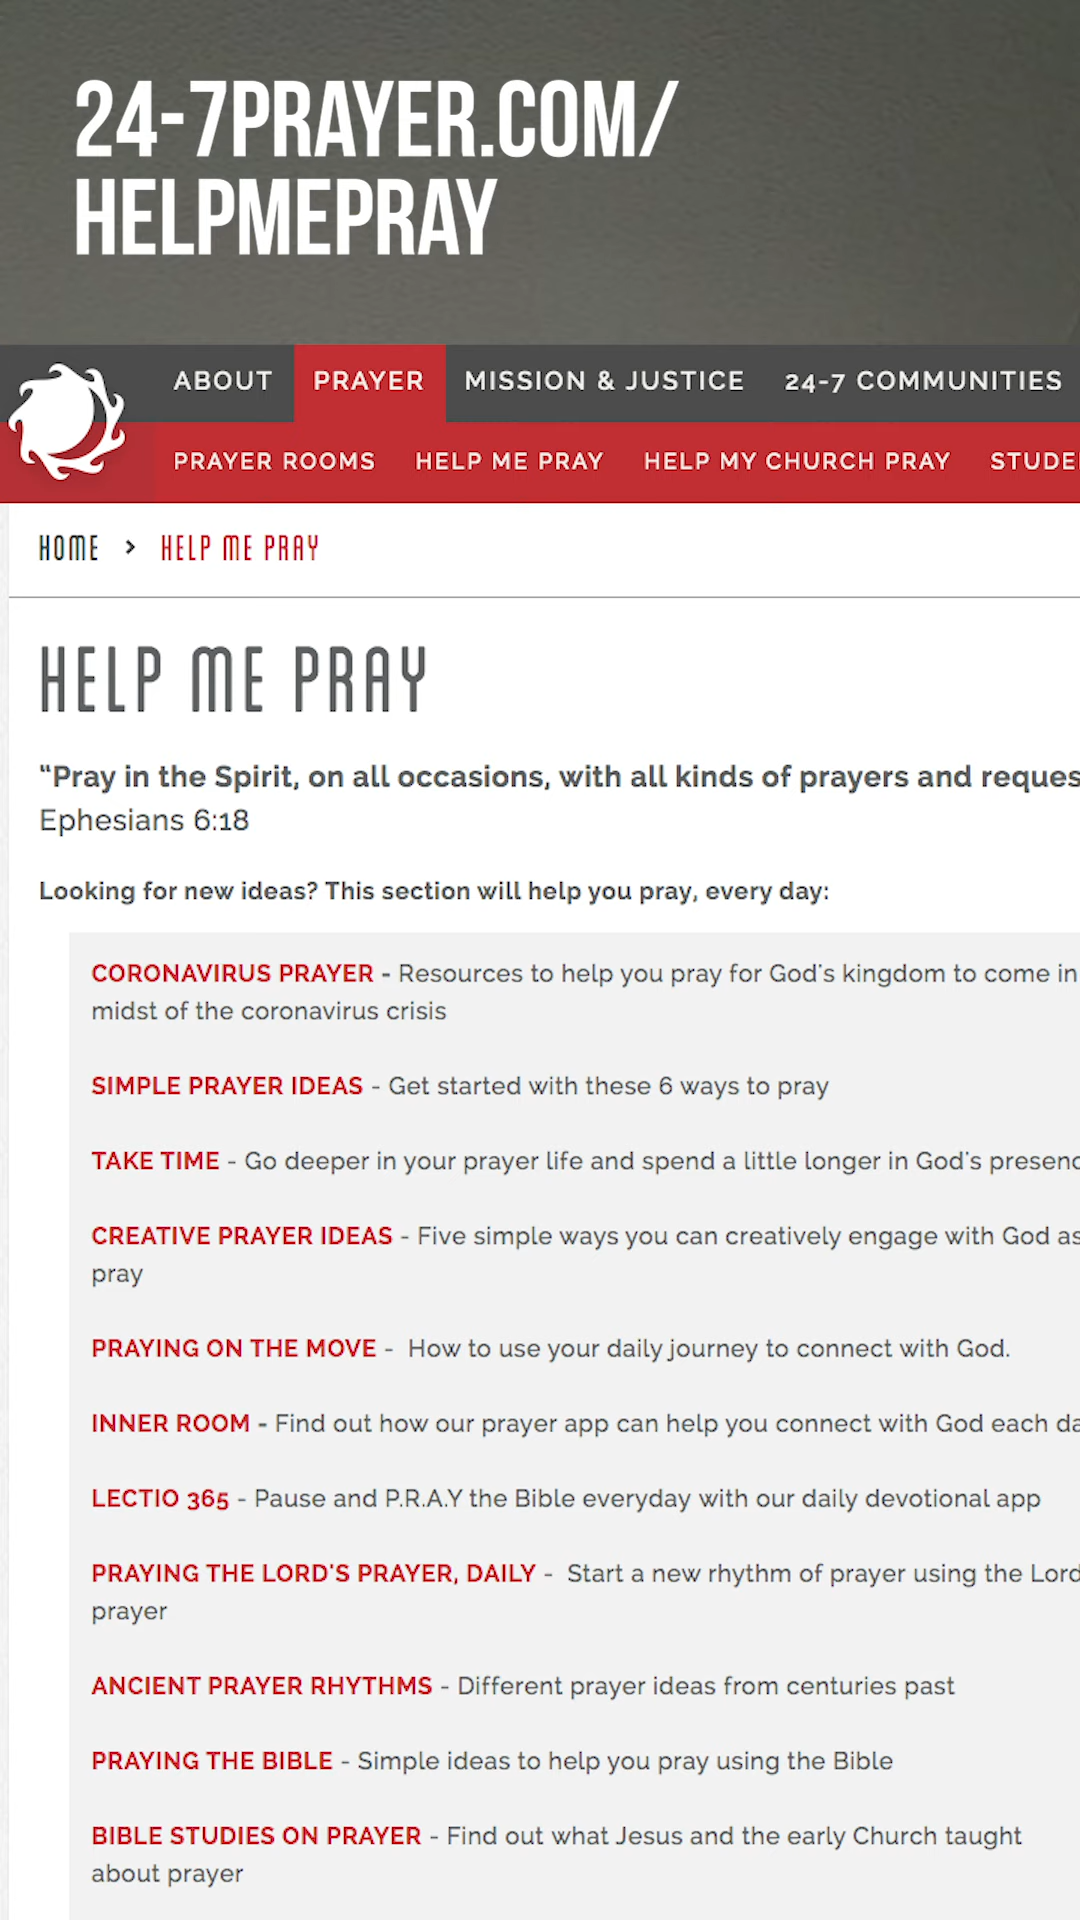 24-7PRAYER.COM/
HELPMEPRAY
ABOUT PRAYER MISSION & JUSTICE 24-7 COMMUNITIES
PRAYER ROOMS HELP ME PRAY HELP MY CHURCH PRAY STUDE
HOME > HELP ME PRAY
HELP ME PRAY
“Pray in the Spirit, on all occasions, with all kinds of prayers and reques
Ephesians 6:18
Looking for new ideas? This section will help you pray, every day:
CORONAVIRUS PRAYER - Resources to help you pray for God's kingdom to come in
midst of the coronavirus crisis
SIMPLE PRAYER IDEAS - Get started with these 6 ways to pray
TAKE TIME - Go deeper in your prayer life and spend a little longer in God's presenc
CREATIVE PRAYER IDEAS - Five simple ways you can creatively engage with God as
pray
PRAYING ON THE MOVE - How to use your daily journey to connect with God.
INNER ROOM - Find out how our prayer app can help you connect with God each da
LECTIO 365 - Pause and P.R.A.Y the Bible everyday with our daily devotional app
PRAYING THE LORD'S PRAYER, DAILY - Start a new rhythm of prayer using the Lord
prayer
ANCIENT PRAYER RHYTHMS - Different prayer ideas from centuries past
PRAYING THE BIBLE - Simple ideas to help you pray using the Bible
BIBLE STUDIES ON PRAYER - Find out what Jesus and the early Church taught
about prayer